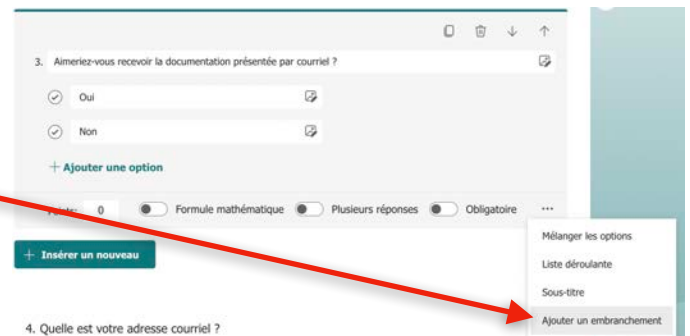 3. Aimeriez-vous recevoir la documentation présentée par courriel ?
Oui
Non
+ Ajouter une option
Points: 0 Formule mathématique Plusieurs réponses Obligatoire ...
Mélanger les options
+ Insérer un nouveau
Liste déroulante
Sous-titre
Ajouter un embranchement
4. Quelle est votre adresse courriel ?